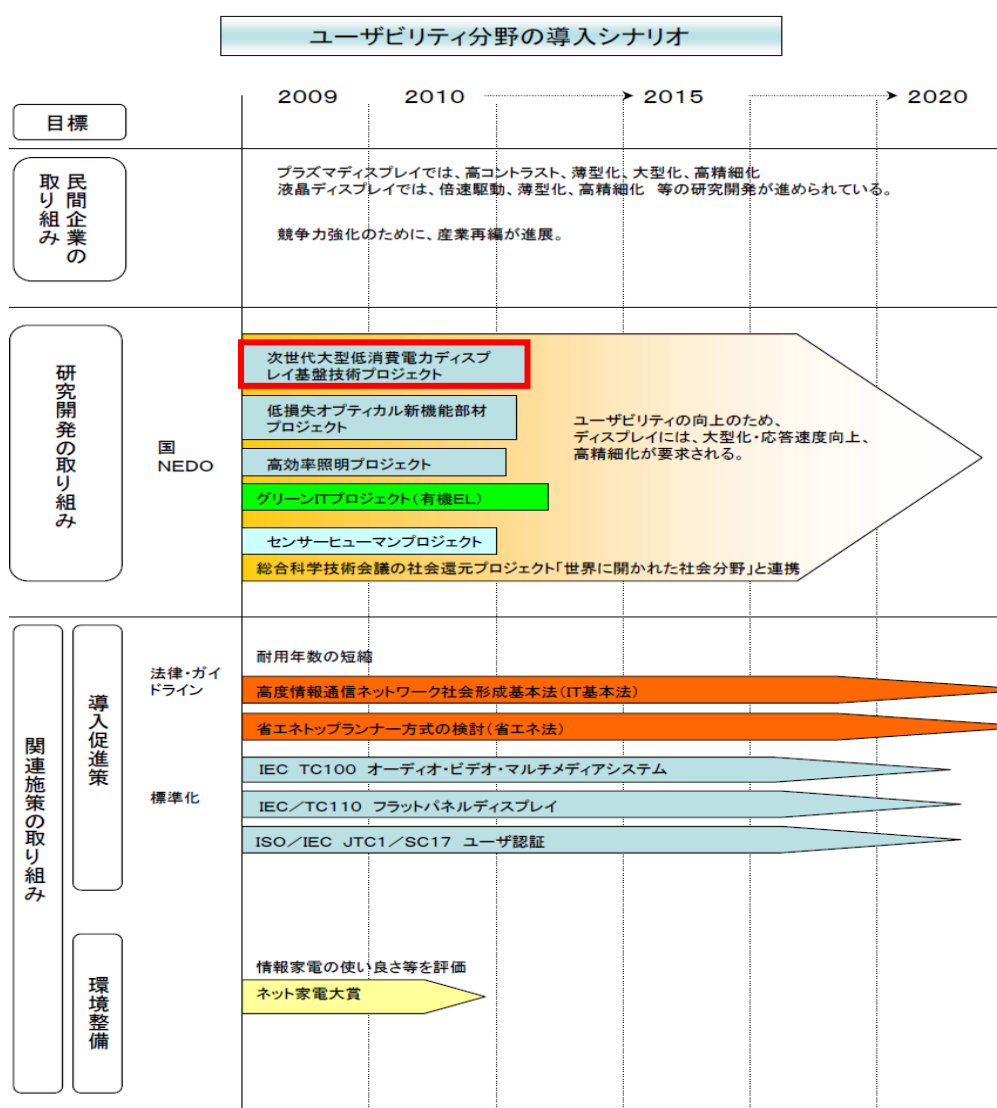 ユーザビリティ分野の導入シナリオ
2009
2010
2015
2020
目標
民間企業の
取り組み
プラズマディスプレイでは、高コントラスト、薄型化、大型化、高精細化
液晶ディスプレイでは、倍速駆動、薄型化、高精細化 等の研究開発が進められている。
競争力強化のために、産業再編が進展。
研究開発の取り組み
国
NEDO
次世代大型低消費電力ディスプ
レイ基盤技術プロジェクト
低損失オプティカル新機能部材
プロジェクト
高効率照明プロジェクト
グリーンITプロジェクト(有機EL)
センサーヒューマンプロジェクト
総合科学技術会議の社会還元プロジェクト「世界に開かれた社会分野」と連携
ユーザビリティの向上のため、
ディスプレイには、大型化・応答速度向上、
高精細化が要求される。
関連施策の取り組み
導入促進策
法律・ガイ
ドライン
耐用年数の短縮
高度情報通信ネットワーク社会形成基本法(IT基本法)
省エネトップランナー方式の検討(省エネ法)
標準化
IEC TC100 オーディオ・ビデオ・マルチメディアシステム
IEC/TC110 フラットパネルディスプレイ
ISO/IEC JTC1/SC17 ユーザ認証
環境整備
情報家電の使い良さ等を評価
ネット家電大賞